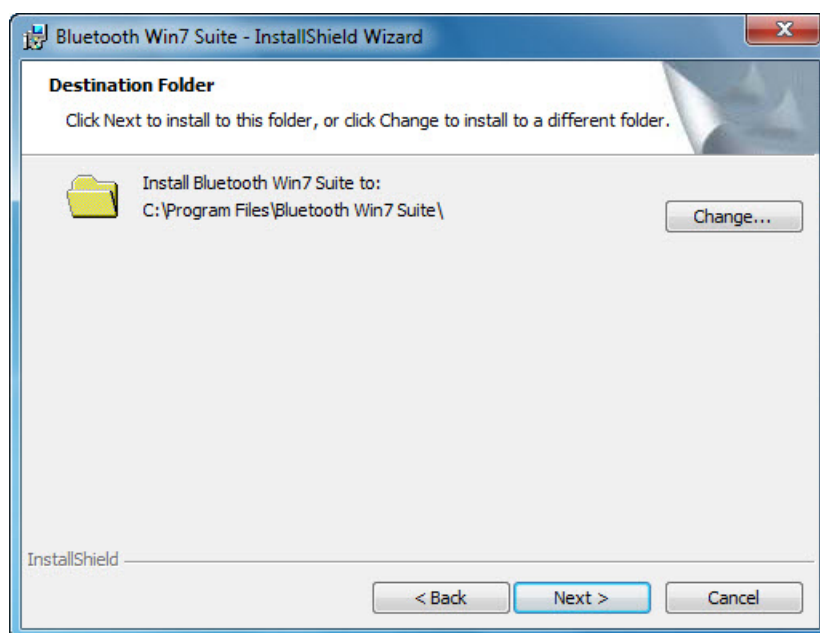 Bluetooth Win7 Suite - InstallShield Wizard
Destination Folder
Click Next to install to this folder, or click Change to install to a different folder.
Install Bluetooth Win7 Suite to:
C:\Program Files\Bluetooth Win7 Suite\
Change...
InstallShield
< Back
Next >
Cancel